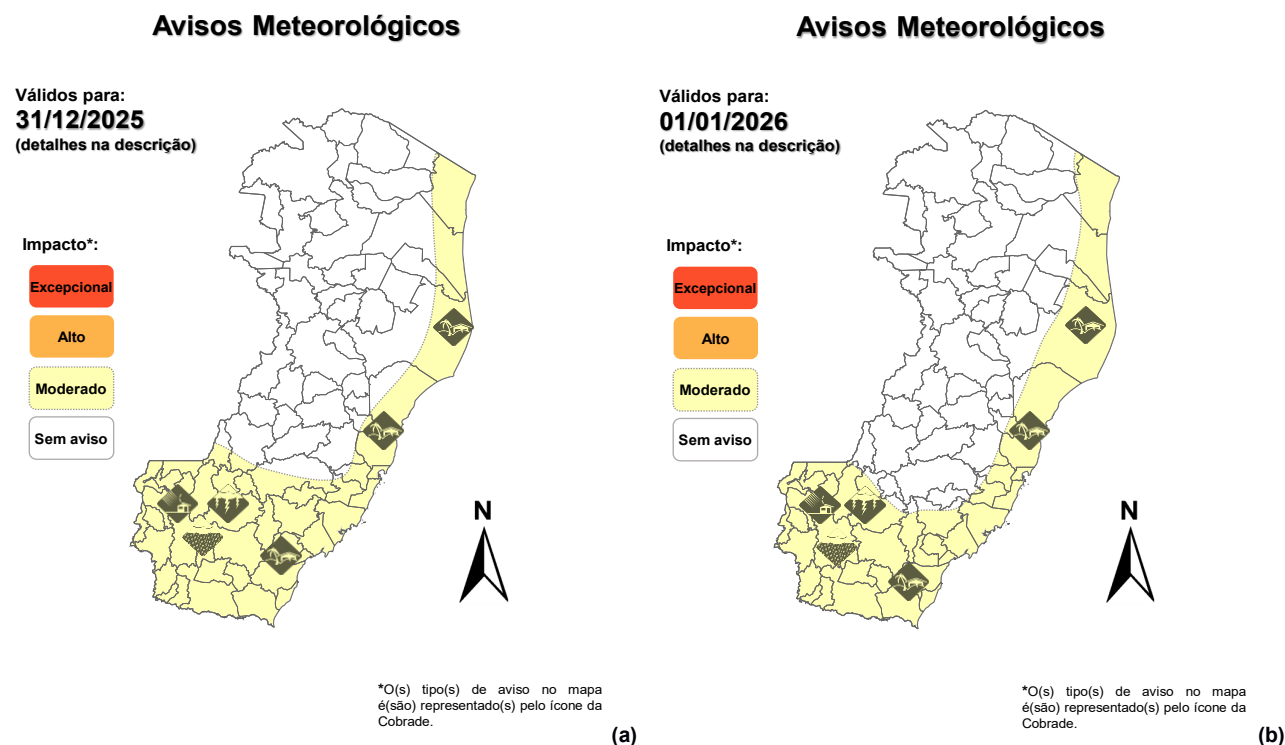 Avisos Meteorológicos
Válidos para:
31/12/2025
(detalhes na descrição)
Impacto*:
Excepcional
Alto
Moderado
Sem aviso
N
*O(s) tipo(s) de aviso no mapa
é(são) representado(s) pelo ícone da
Cobrade.
(a)
Avisos Meteorológicos
Válidos para:
01/01/2026
(detalhes na descrição)
Impacto*:
Excepcional
Alto
Moderado
Sem aviso
N
*O(s) tipo(s) de aviso no mapa
é(são) representado(s) pelo ícone da
Cobrade.
(b)